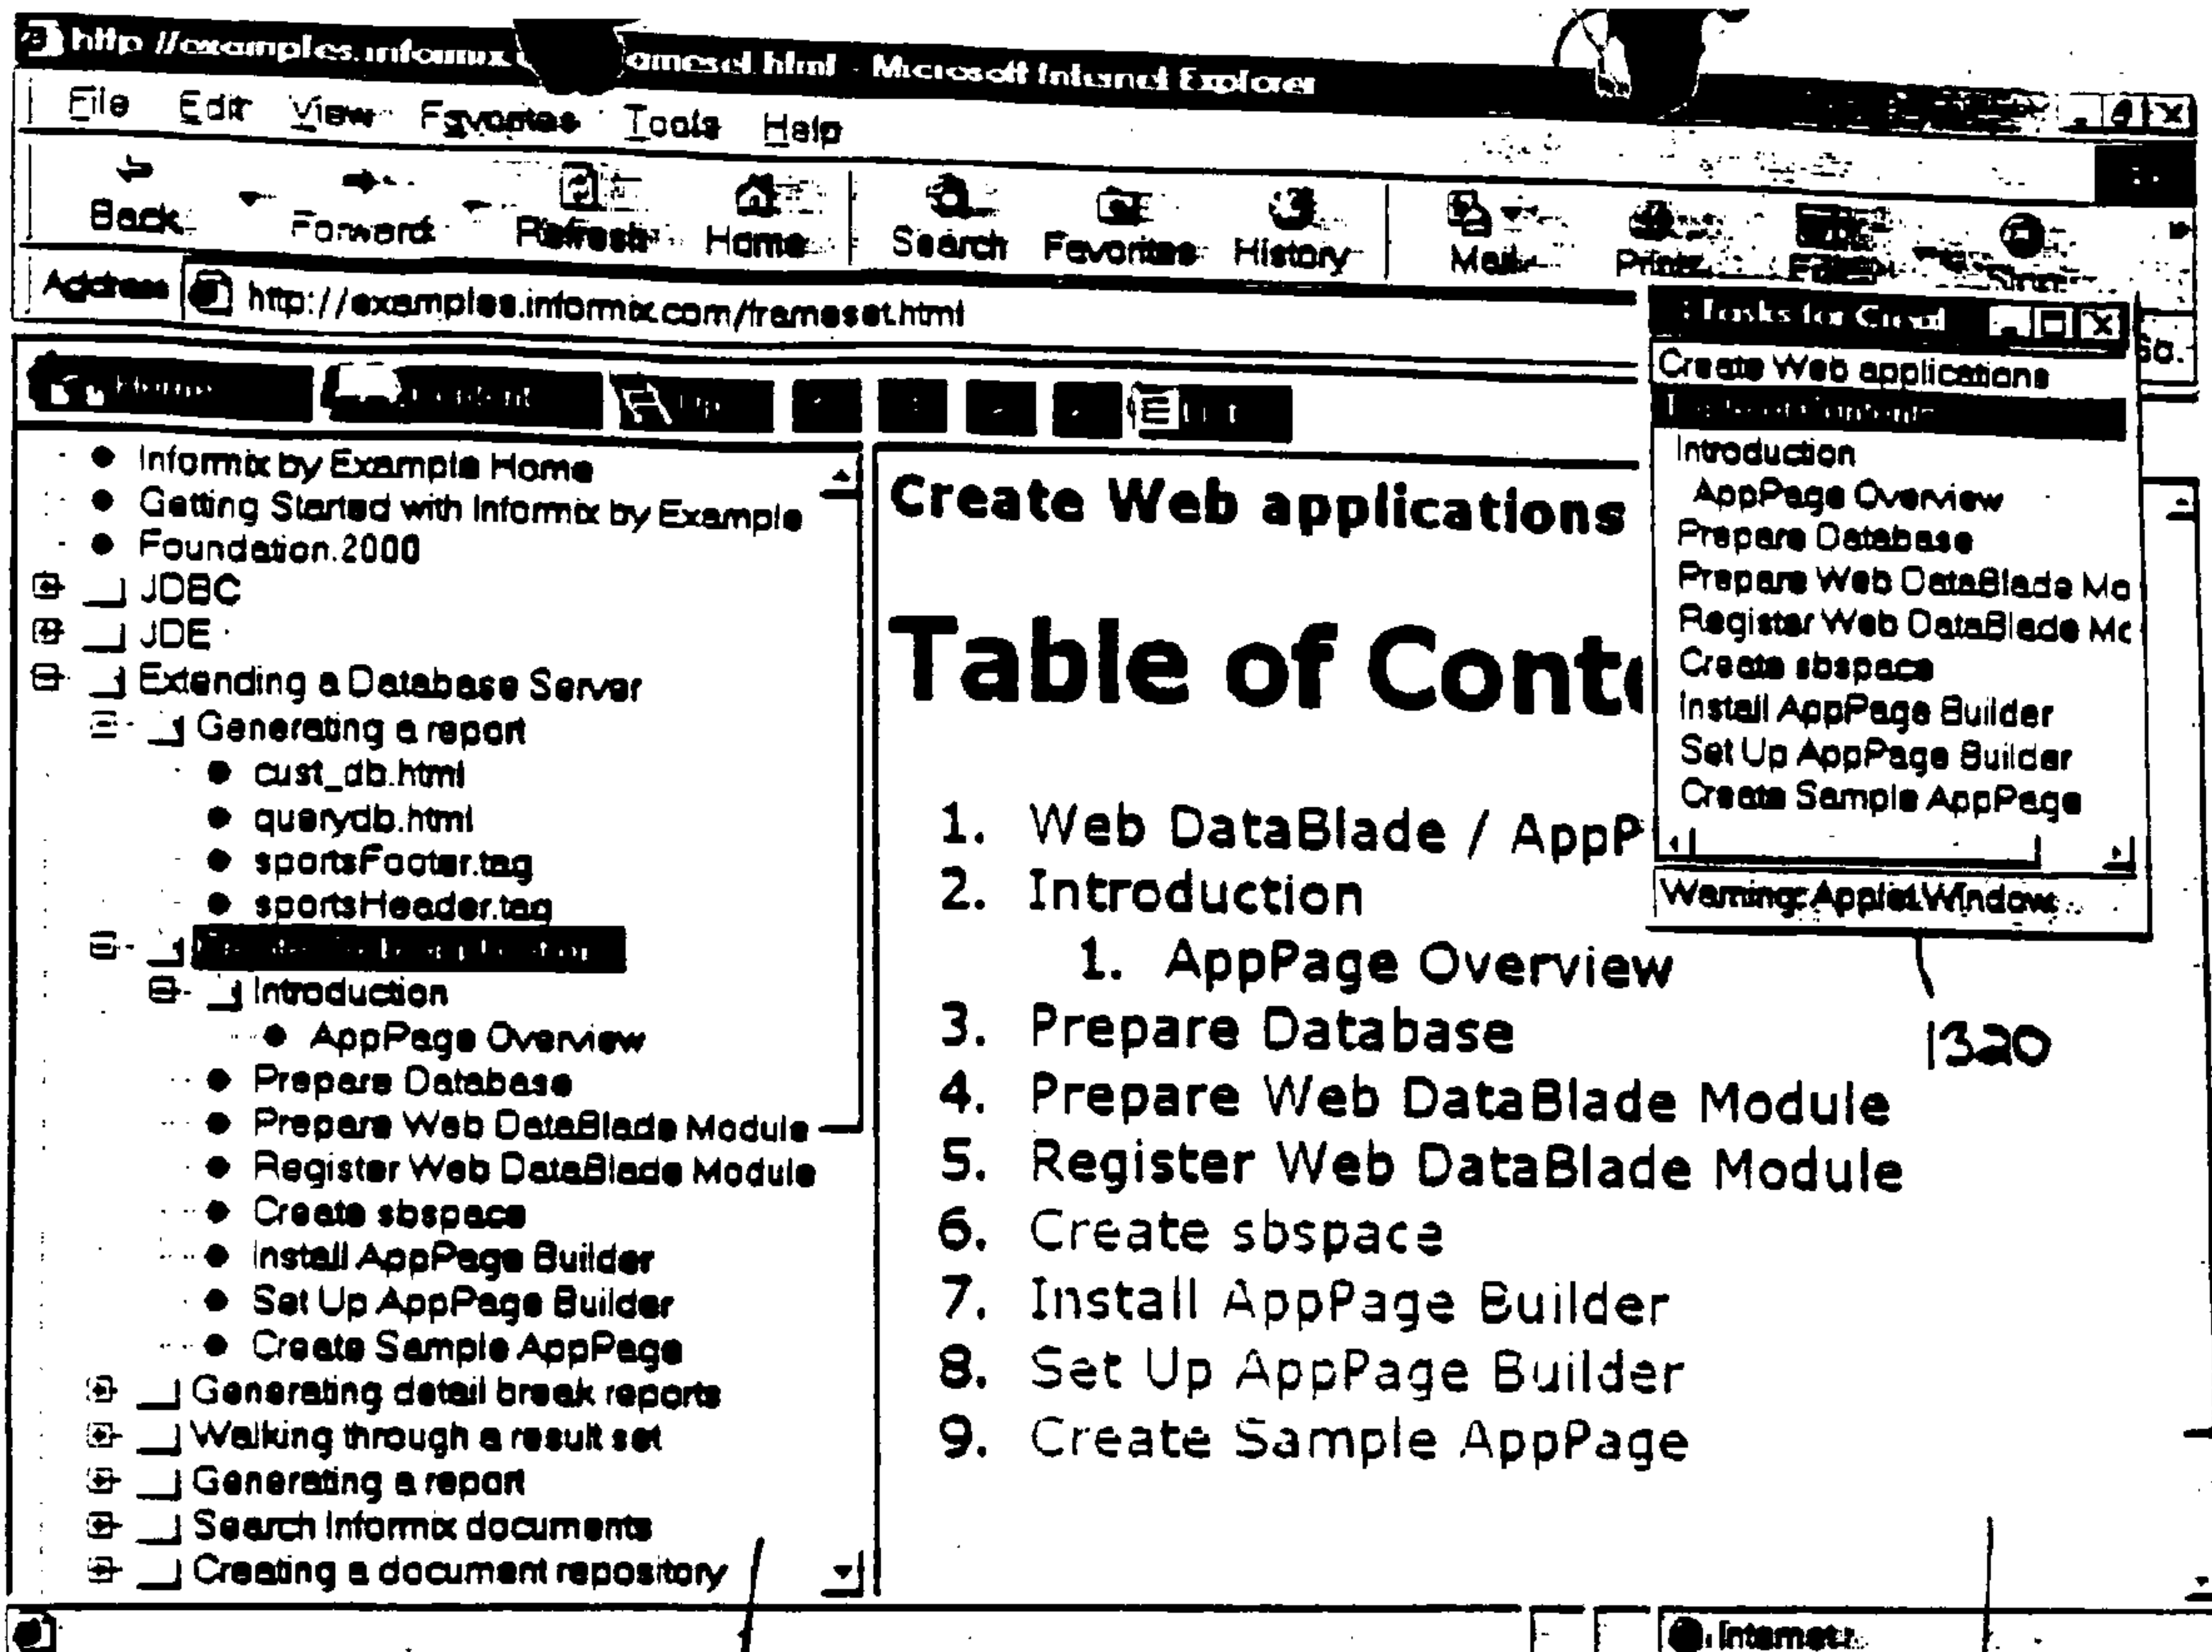 http://examples.informix. amesel.html - Microsoft Internet Explorer
File Edit View Favorites Tools Help
Back Forward Refresh Home Search Favorites History Mail Print Edit
Address http://examples.informix.com/frameset.html
Home Up
Informix by Example Home
Getting Started with Informix by Example
Foundation.2000
JDBC
JDE
Extending a Database Server
Generating a report
cust_db.html
querydb.html
sportsFooter.tag
sportsHeader.tag
Introduction
AppPage Overview
Prepare Database
Prepare Web DataBlade Module
Register Web DataBlade Module
Create sbspace
Install AppPage Builder
Set Up AppPage Builder
Create Sample AppPage
Generating detail break reports
Walking through a result set
Generating a report
Search Informix documents
Creating a document repository
Create Web applications
Table of Conte
1. Web DataBlade / AppP
2. Introduction
1. AppPage Overview
3. Prepare Database
4. Prepare Web DataBlade Module
5. Register Web DataBlade Module
6. Create sbspace
7. Install AppPage Builder
8. Set Up AppPage Builder
9. Create Sample AppPage
Tasks for Creat
Create Web applications
Introduction
AppPage Overview
Prepare Database
Prepare Web DataBlade Mo
Register Web DataBlade Mc
Create sbspace
Install AppPage Builder
Set Up AppPage Builder
Create Sample AppPage
Warning: Applet Window
1320
Internet